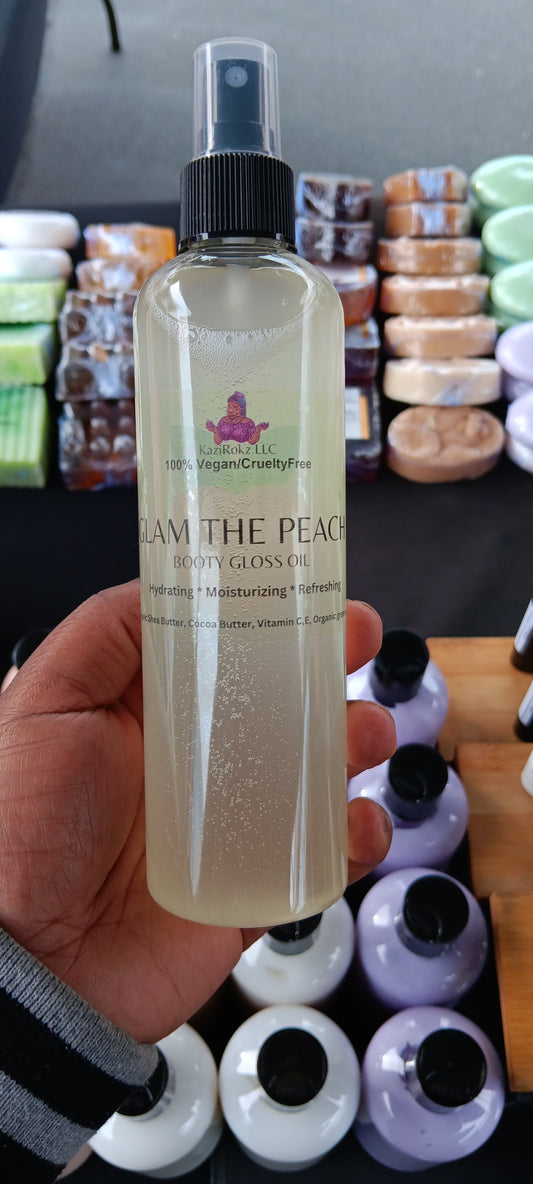 KaziRokz LLC
100% Vegan/CrueltyFree
GLAM THE PEACH
BOOTY GLOSS OIL
Hydrating * Moisturizing * Refreshing
Shea Butter, Cocoa Butter, Vitamin C,E, Organic